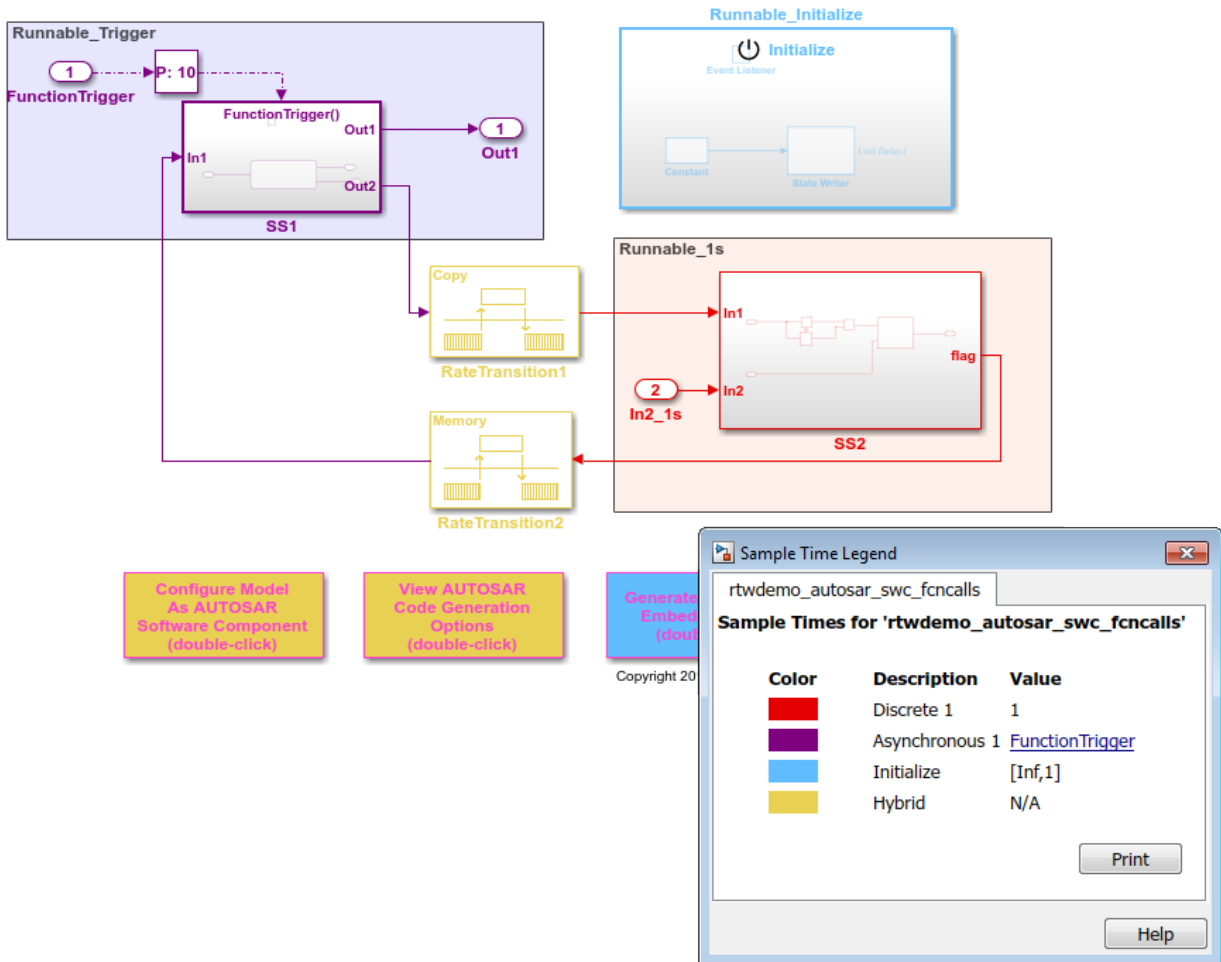 Runnable_Trigger
1
FunctionTrigger
P: 10
FunctionTrigger()
In1
Out1
Out2
SS1
1
Out1
Runnable_Initialize
Initialize
Event Listener
Constant
State Writer
Unit Delay1
Copy
RateTransition1
Memory
RateTransition2
Runnable_1s
In1
2
In2_1s
In2
flag
SS2
Configure Model
As AUTOSAR
Software Component
(double-click)
View AUTOSAR
Code Generation
Options
(double-click)
Generate
Embed
(doub
Copyright 20
Sample Time Legend
rtwdemo_autosar_swc_fcncalls
Sample Times for 'rtwdemo_autosar_swc_fcncalls'
Color Description Value
Discrete 1 1
Asynchronous 1 FunctionTrigger
Initialize [Inf,1]
Hybrid N/A
Print
Help